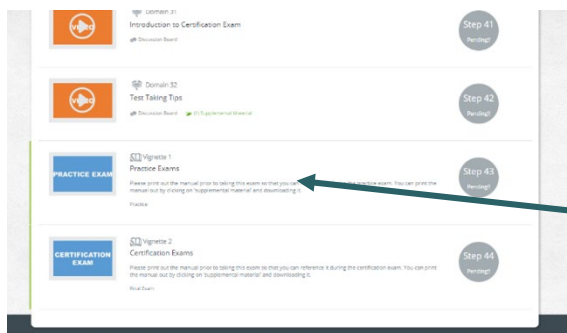 Domain 31
Introduction to Certification Exam
Discussion Board
Step 41
Pending!
VIDEO
Domain 32
Test Taking Tips
Discussion Board
(1) Supplemental Material
Step 42
Pending!
PRACTICE EXAM
Vignette 1
Practice Exams
Please print out the manual prior to taking this exam so that you can the practice exam. You can print the
manual out by clicking on 'supplemental material' and downloading it.
Practice
Step 43
Pending!
CERTIFICATION
EXAM
Vignette 2
Certification Exams
Please print out the manual prior to taking this exam so that you can reference it during the certification exam. You can print
the manual out by clicking on 'supplemental material' and downloading it.
Final Exam
Step 44
Pending!